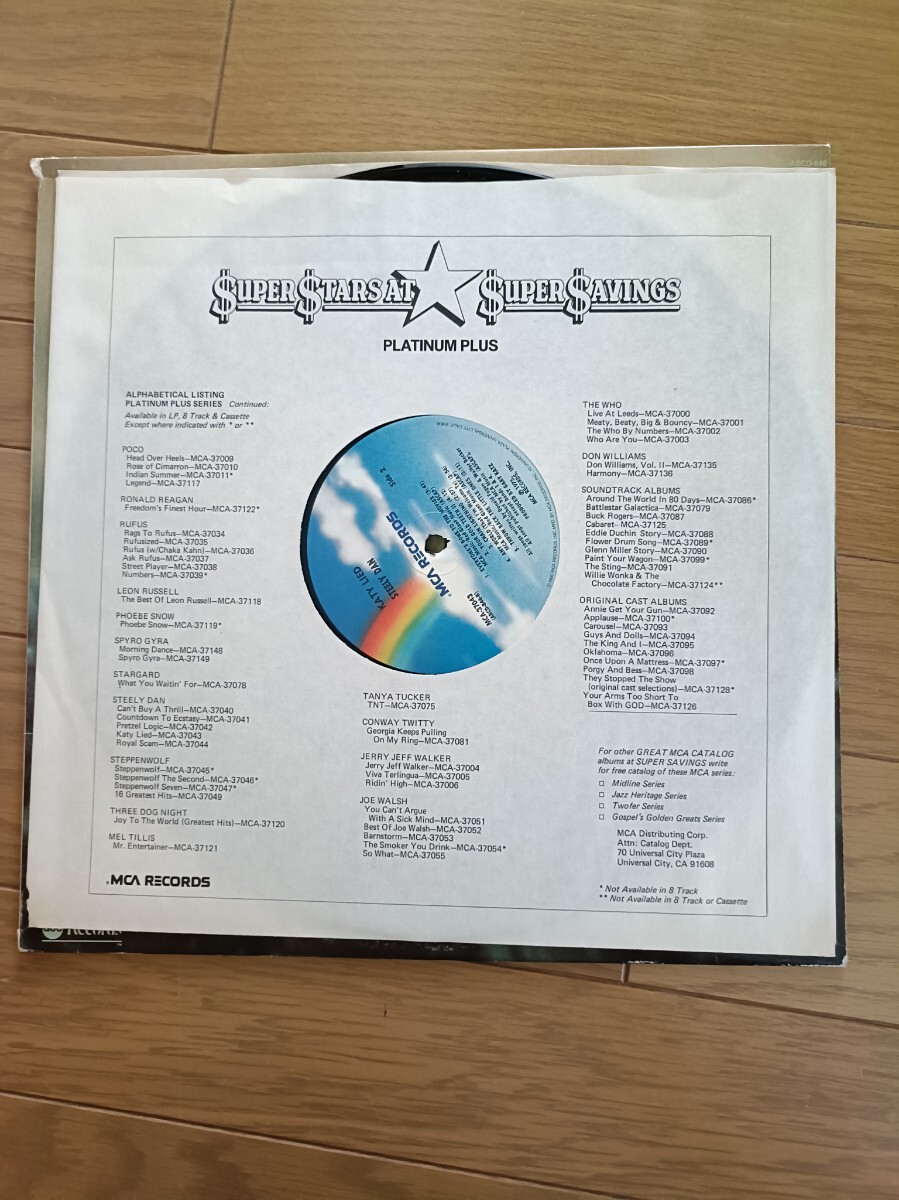 ABCD-846
$UPER $TARS AT $UPER $AVINGS
PLATINUM PLUS
ALPHABETICAL LISTING
PLATINUM PLUS SERIES Continued:
Available in LP, 8 Track & Cassette
Except where indicated with * or **
POCO
Head Over Heels—MCA-37009
Rose of Cimarron—MCA-37010
Indian Summer—MCA-37011*
Legend—MCA-37117
RONALD REAGAN
Freedom's Finest Hour—MCA-37122*
RUFUS
Rags To Rufus—MCA-37034
Rufusized—MCA-37035
Rufus (w/Chaka Kahn)—MCA-37036
Ask Rufus—MCA-37037
Street Player—MCA-37038
Numbers—MCA-37039*
LEON RUSSELL
The Best Of Leon Russell—MCA-37118
PHOEBE SNOW
Phoebe Snow—MCA-37119*
SPYRO GYRA
Morning Dance—MCA-37148
Spyro Gyra—MCA-37149
STARGARD
What You Waitin' For—MCA-37078
STEELY DAN
Can't Buy A Thrill—MCA-37040
Countdown To Ecstasy—MCA-37041
Pretzel Logic—MCA-37042
Katy Lied—MCA-37043
Royal Scam—MCA-37044
STEPPENWOLF
Steppenwolf—MCA-37045*
Steppenwolf The Second—MCA-37046*
Steppenwolf Seven—MCA-37047*
16 Greatest Hits—MCA-37049
THREE DOG NIGHT
Joy To The World (Greatest Hits)—MCA-37120
MEL TILLIS
Mr. Entertainer—MCA-37121
MCA RECORDS
Side 2
MCA RECORDS
KATY LIED
STEELY DAN
MCA-37043
TANYA TUCKER
TNT—MCA-37075
CONWAY TWITTY
Georgia Keeps Pulling
On My Ring—MCA-37081
JERRY JEFF WALKER
Jerry Jeff Walker—MCA-37004
Viva Terlingua—MCA-37005
Ridin' High—MCA-37006
JOE WALSH
You Can't Argue
With A Sick Mind—MCA-37051
Best Of Joe Walsh—MCA-37052
Barnstorm—MCA-37053
The Smoker You Drink—MCA-37054*
So What—MCA-37055
THE WHO
Live At Leeds—MCA-37000
Meaty, Beaty, Big & Bouncy—MCA-37001
The Who By Numbers—MCA-37002
Who Are You—MCA-37003
DON WILLIAMS
Don Williams, Vol. II—MCA-37135
Harmony—MCA-37136
SOUNDTRACK ALBUMS
Around The World In 80 Days—MCA-37086*
Battlestar Galactica—MCA-37079
Buck Rogers—MCA-37087
Cabaret—MCA-37125
Eddie Duchin Story—MCA-37088
Flower Drum Song—MCA-37089*
Glenn Miller Story—MCA-37090
Paint Your Wagon—MCA-37099*
The Sting—MCA-37091
Willie Wonka & The
Chocolate Factory—MCA-37124**
ORIGINAL CAST ALBUMS
Annie Get Your Gun—MCA-37092
Applause—MCA-37100*
Carousel—MCA-37093
Guys And Dolls—MCA-37094
The King And I—MCA-37095
Oklahoma—MCA-37096
Once Upon A Mattress—MCA-37097*
Porgy And Bess—MCA-37098
They Stopped The Show
(original cast selections)—MCA-37128*
Your Arms Too Short To
Box With GOD—MCA-37126
For other GREAT MCA CATALOG
albums at SUPER SAVINGS write
for free catalog of these MCA series:
□ Midline Series
□ Jazz Heritage Series
□ Twofer Series
□ Gospel's Golden Greats Series
MCA Distributing Corp.
Attn: Catalog Dept.
70 Universal City Plaza
Universal City, CA 91608
* Not Available in 8 Track
** Not Available in 8 Track or Cassette